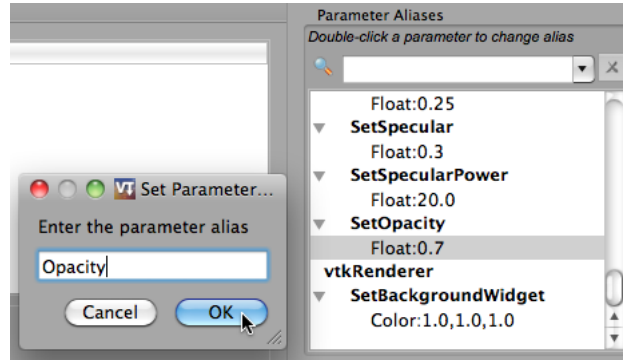 Parameter Aliases
Double-click a parameter to change alias
Float:0.25
SetSpecular
Float:0.3
SetSpecularPower
Float:20.0
SetOpacity
Float:0.7
vtkRenderer
SetBackgroundWidget
Color:1.0,1.0,1.0
VT Set Parameter...
Enter the parameter alias
Opacity
Cancel OK